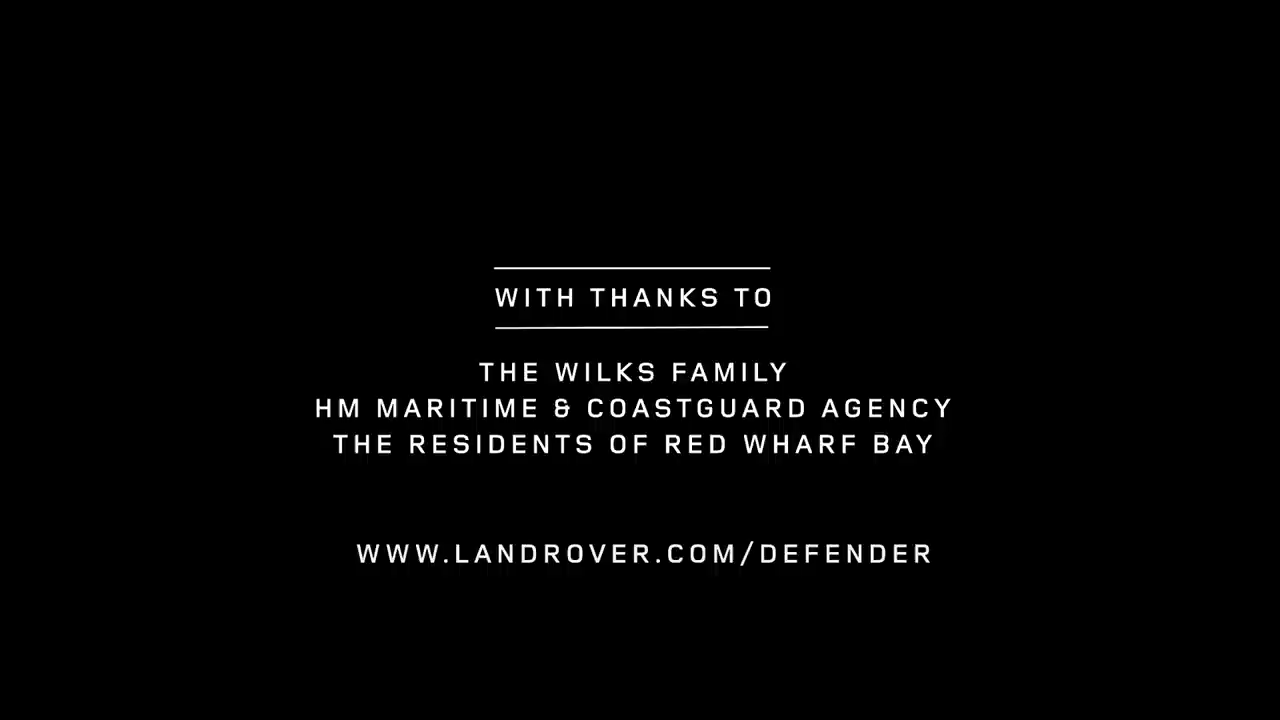 WITH THANKS TO
THE WILKS FAMILY
HM MARITIME & COASTGUARD AGENCY
THE RESIDENTS OF RED WHARF BAY
WWW.LANDROVER.COM/DEFENDER